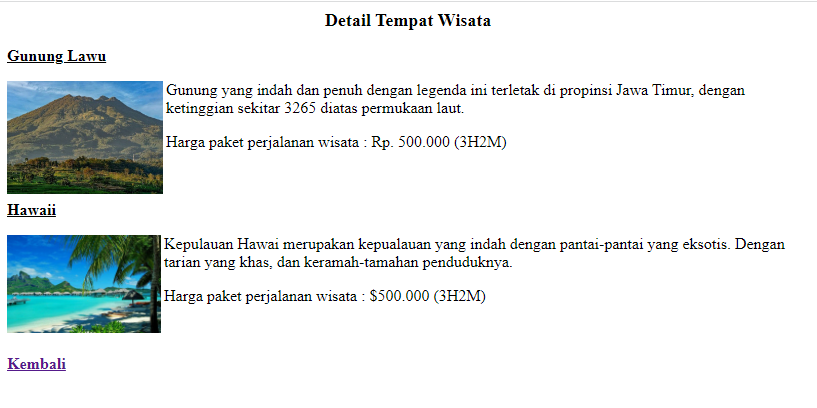 Detail Tempat Wisata
Gunung Lawu
Gunung yang indah dan penuh dengan legenda ini terletak di propinsi Jawa Timur, dengan
ketinggian sekitar 3265 diatas permukaan laut.
Harga paket perjalanan wisata : Rp. 500.000 (3H2M)
Hawaii
Kepulauan Hawai merupakan kepualauan yang indah dengan pantai-pantai yang eksotis. Dengan
tarian yang khas, dan keramah-tamahan penduduknya.
Harga paket perjalanan wisata : $500.000 (3H2M)
Kembali